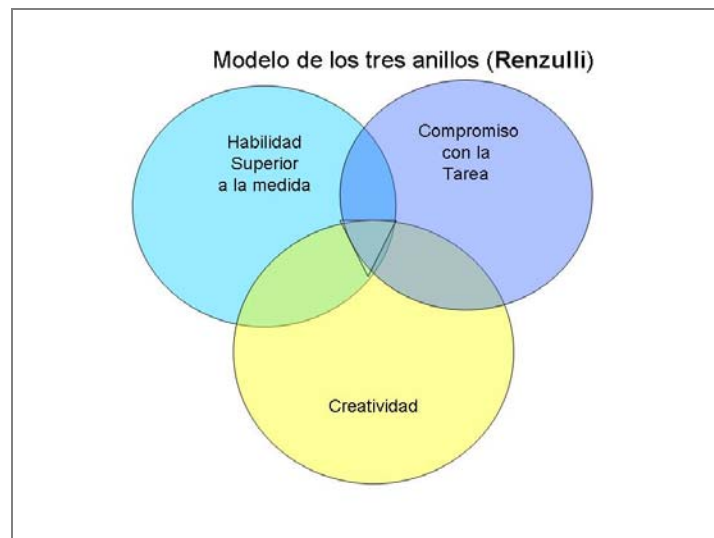 Modelo de los tres anillos (Renzulli)
Habilidad
Superior
a la medida
Compromiso
con la
Tarea
Creatividad